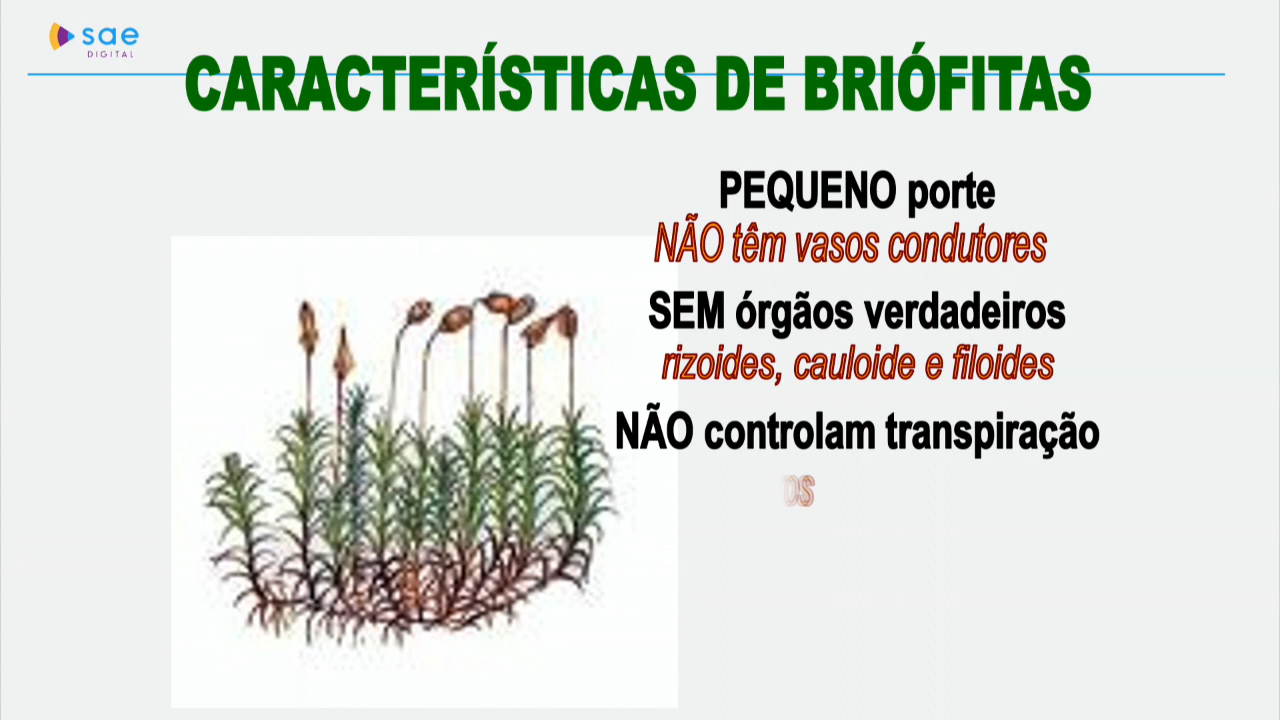 sae
DIGITAL
CARACTERÍSTICAS DE BRIÓFITAS
PEQUENO porte
NÃO têm vasos condutores
SEM órgãos verdadeiros
rizoides, cauloide e filoides
NÃO controlam transpiração
os